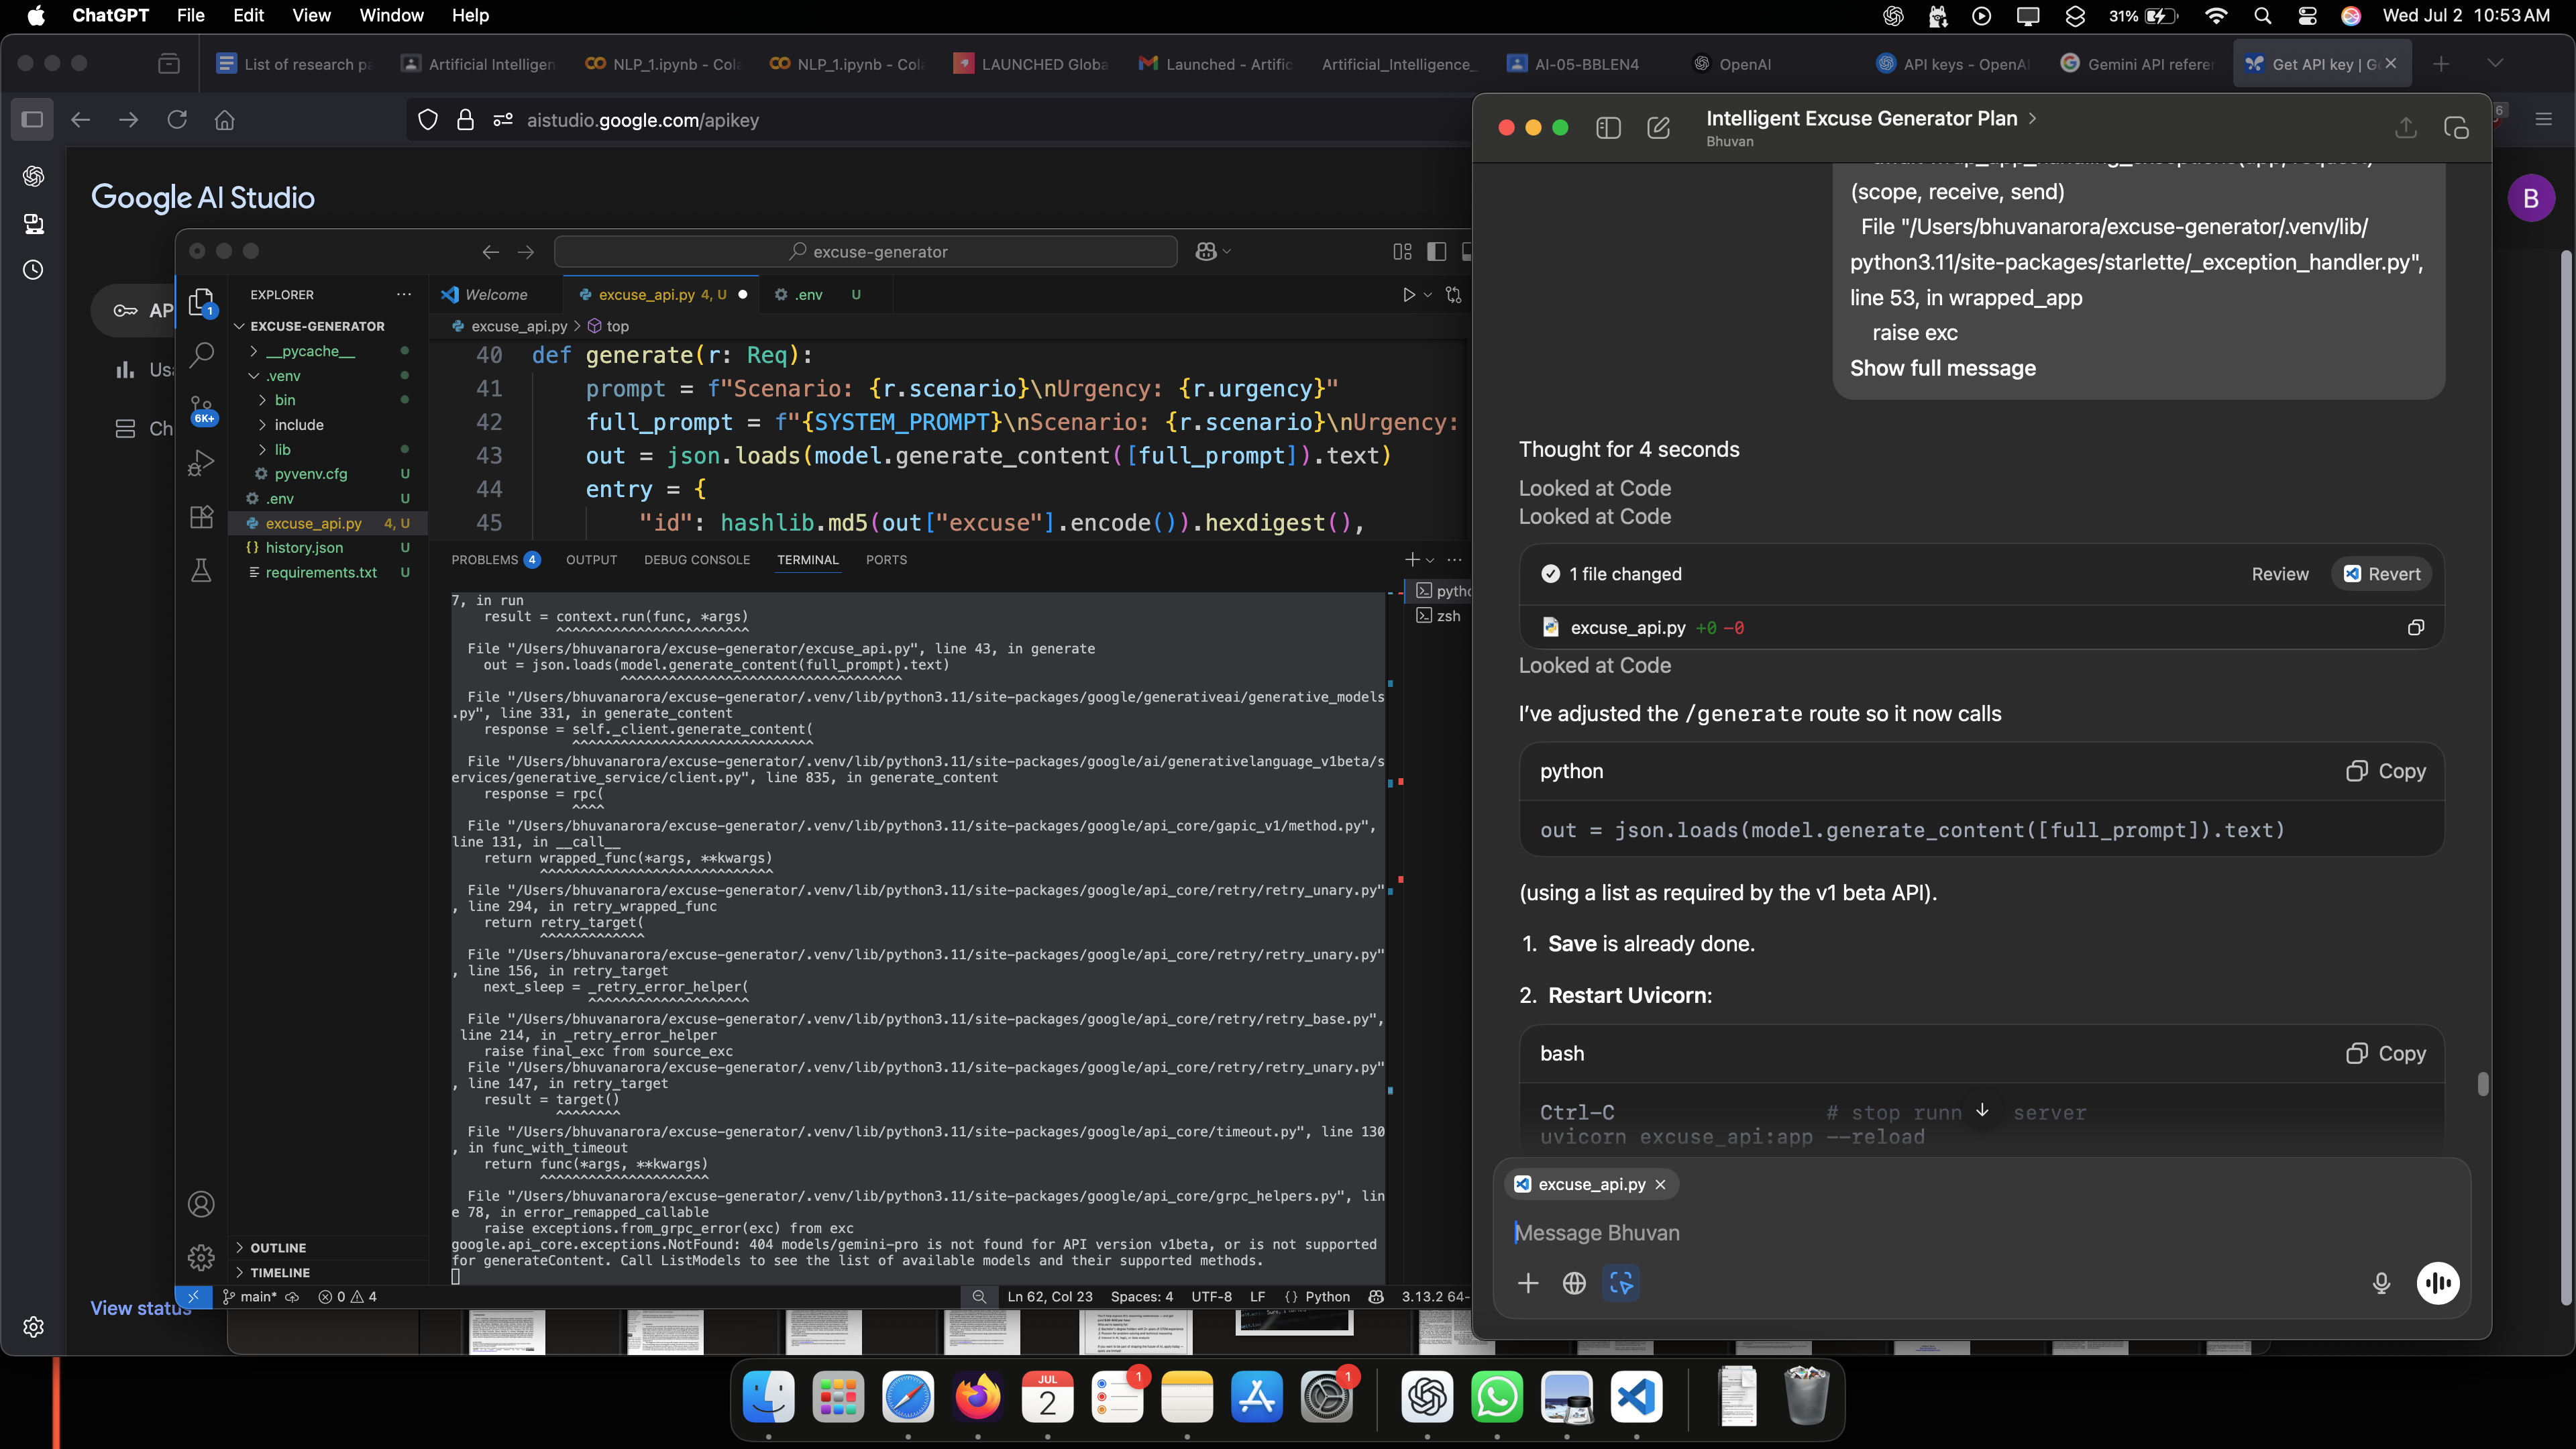 ChatGPT File Edit View Window Help
31% Wed Jul 2 10:53 AM
List of research pa
Artificial Intelligen
NLP_1.ipynb - Cola
NLP_1.ipynb - Cola
LAUNCHED Globa
Launched - Artific
Artificial_Intelligence_
AI-05-BBLEN4
OpenAI
API keys - OpenAI
Gemini API referen
Get API key | G
aistudio.google.com/apikey
Google AI Studio
B
AP
Usa
Ch
View status
excuse-generator
EXPLORER
EXCUSE-GENERATOR
__pycache__
.venv
bin
include
lib
pyvenv.cfg U
.env U
excuse_api.py 4, U
history.json U
requirements.txt U
OUTLINE
TIMELINE
1
6K+
Welcome
excuse_api.py 4, U
.env U
excuse_api.py > top
40 def generate(r: Req):
41 prompt = f"Scenario: {r.scenario}\nUrgency: {r.urgency}"
42 full_prompt = f"{SYSTEM_PROMPT}\nScenario: {r.scenario}\nUrgency:
43 out = json.loads(model.generate_content([full_prompt]).text)
44 entry = {
45 "id": hashlib.md5(out["excuse"].encode()).hexdigest(),
PROBLEMS 4 OUTPUT DEBUG CONSOLE TERMINAL PORTS
pytho
zsh
7, in run
result = context.run(func, *args)
^^^^^^^^^^^^^^^^^^^^^^^^
File "/Users/bhuvanarora/excuse-generator/excuse_api.py", line 43, in generate
out = json.loads(model.generate_content(full_prompt).text)
^^^^^^^^^^^^^^^^^^^^^^^^^^^^^^^^^^^
File "/Users/bhuvanarora/excuse-generator/.venv/lib/python3.11/site-packages/google/generativeai/generative_models
.py", line 331, in generate_content
response = self._client.generate_content(
^^^^^^^^^^^^^^^^^^^^^^^^^^^^^^
File "/Users/bhuvanarora/excuse-generator/.venv/lib/python3.11/site-packages/google/ai/generativelanguage_v1beta/s
ervices/generative_service/client.py", line 835, in generate_content
response = rpc(
^^^^
File "/Users/bhuvanarora/excuse-generator/.venv/lib/python3.11/site-packages/google/api_core/gapic_v1/method.py",
line 131, in __call__
return wrapped_func(*args, **kwargs)
^^^^^^^^^^^^^^^^^^^^^^^^^^^^^
File "/Users/bhuvanarora/excuse-generator/.venv/lib/python3.11/site-packages/google/api_core/retry/retry_unary.py"
, line 294, in retry_wrapped_func
return retry_target(
^^^^^^^^^^^^^
File "/Users/bhuvanarora/excuse-generator/.venv/lib/python3.11/site-packages/google/api_core/retry/retry_unary.py"
, line 156, in retry_target
next_sleep = _retry_error_helper(
^^^^^^^^^^^^^^^^^^^^
File "/Users/bhuvanarora/excuse-generator/.venv/lib/python3.11/site-packages/google/api_core/retry/retry_base.py",
line 214, in _retry_error_helper
raise final_exc from source_exc
File "/Users/bhuvanarora/excuse-generator/.venv/lib/python3.11/site-packages/google/api_core/retry/retry_unary.py"
, line 147, in retry_target
result = target()
^^^^^^^^
File "/Users/bhuvanarora/excuse-generator/.venv/lib/python3.11/site-packages/google/api_core/timeout.py", line 130
, in func_with_timeout
return func(*args, **kwargs)
^^^^^^^^^^^^^^^^^^^^^
File "/Users/bhuvanarora/excuse-generator/.venv/lib/python3.11/site-packages/google/api_core/grpc_helpers.py", lin
e 78, in error_remapped_callable
raise exceptions.from_grpc_error(exc) from exc
google.api_core.exceptions.NotFound: 404 models/gemini-pro is not found for API version v1beta, or is not supported
for generateContent. Call ListModels to see the list of available models and their supported methods.
main* 0 4 Ln 62, Col 23 Spaces: 4 UTF-8 LF {} Python 3.13.2 64-
Intelligent Excuse Generator Plan >
Bhuvan
6
(scope, receive, send)
File "/Users/bhuvanarora/excuse-generator/.venv/lib/
python3.11/site-packages/starlette/_exception_handler.py",
line 53, in wrapped_app
raise exc
Show full message
Thought for 4 seconds
Looked at Code
Looked at Code
1 file changed Review Revert
excuse_api.py +0 -0
Looked at Code
I've adjusted the /generate route so it now calls
python Copy
out = json.loads(model.generate_content([full_prompt]).text)
(using a list as required by the v1 beta API).
1. Save is already done.
2. Restart Uvicorn:
bash Copy
Ctrl-C # stop runn server
uvicorn excuse_api:app --reload
excuse_api.py
Message Bhuvan
JUL
2
1
1